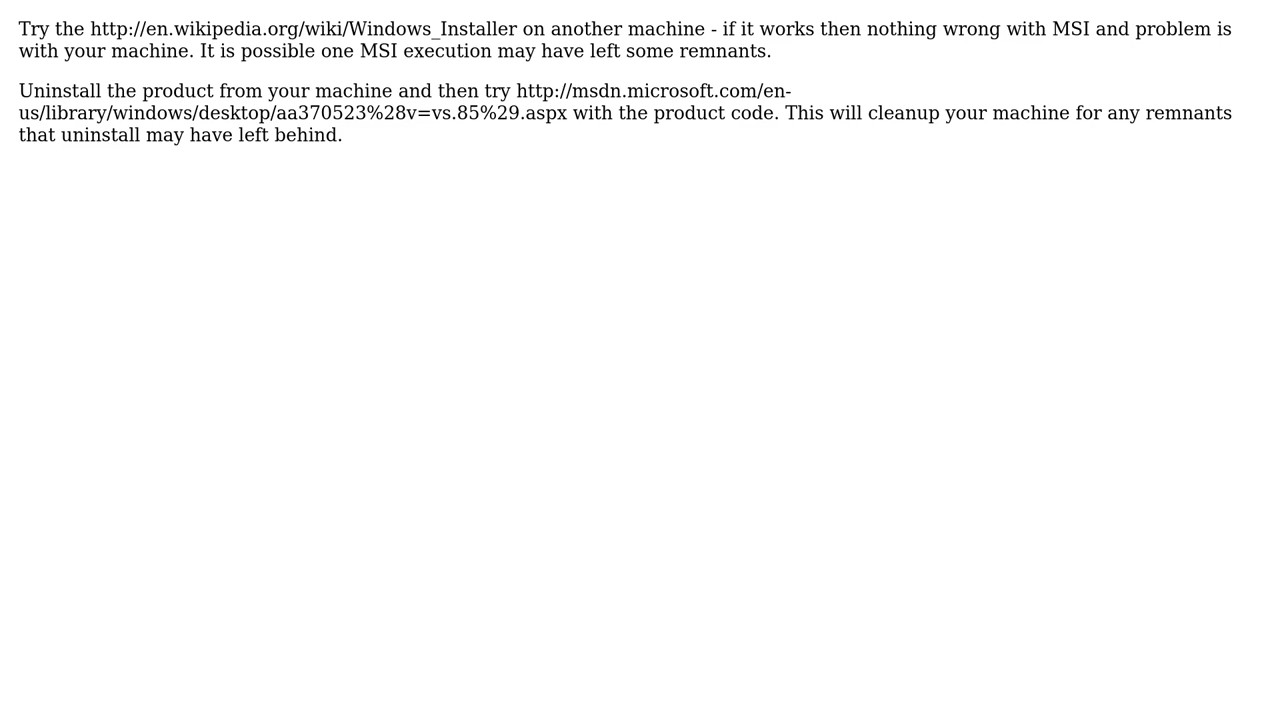 Try the http://en.wikipedia.org/wiki/Windows_Installer on another machine - if it works then nothing wrong with MSI and problem is
with your machine. It is possible one MSI execution may have left some remnants.
Uninstall the product from your machine and then try http://msdn.microsoft.com/en-
us/library/windows/desktop/aa370523%28v=vs.85%29.aspx with the product code. This will cleanup your machine for any remnants
that uninstall may have left behind.